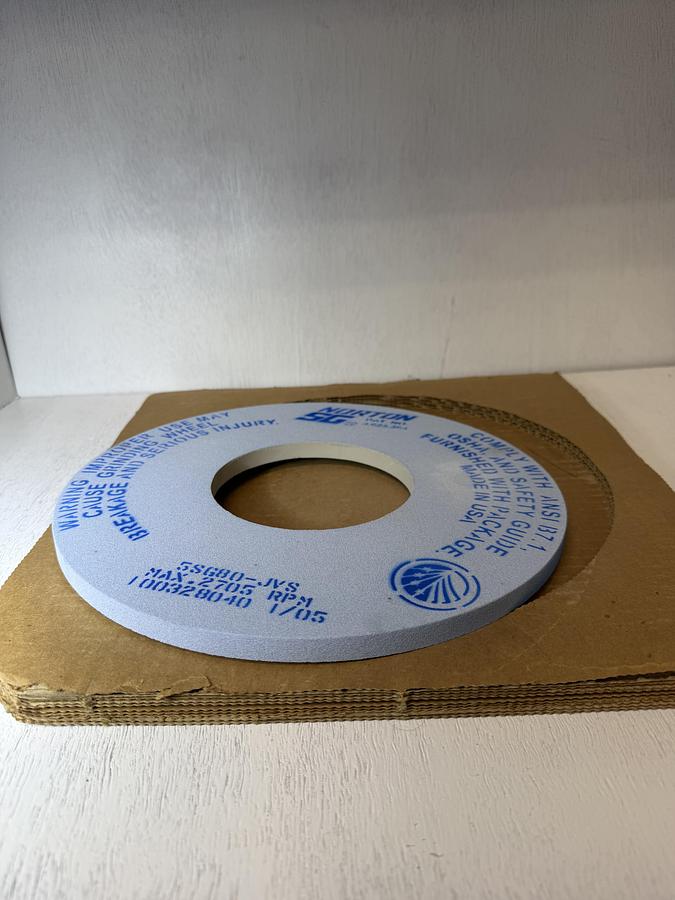 NORTON
SG
WARNING IMPROPER USE MAY
CAUSE GRINDING WHEEL
BREAKAGE AND SERIOUS INJURY.
COMPLY WITH ANSI B7.1,
OSHA, AND SAFETY GUIDE
FURNISHED WITH PACKAGE.
MADE IN USA
5SG80-JVS
MAX. 2705 RPM
100328040 1/05